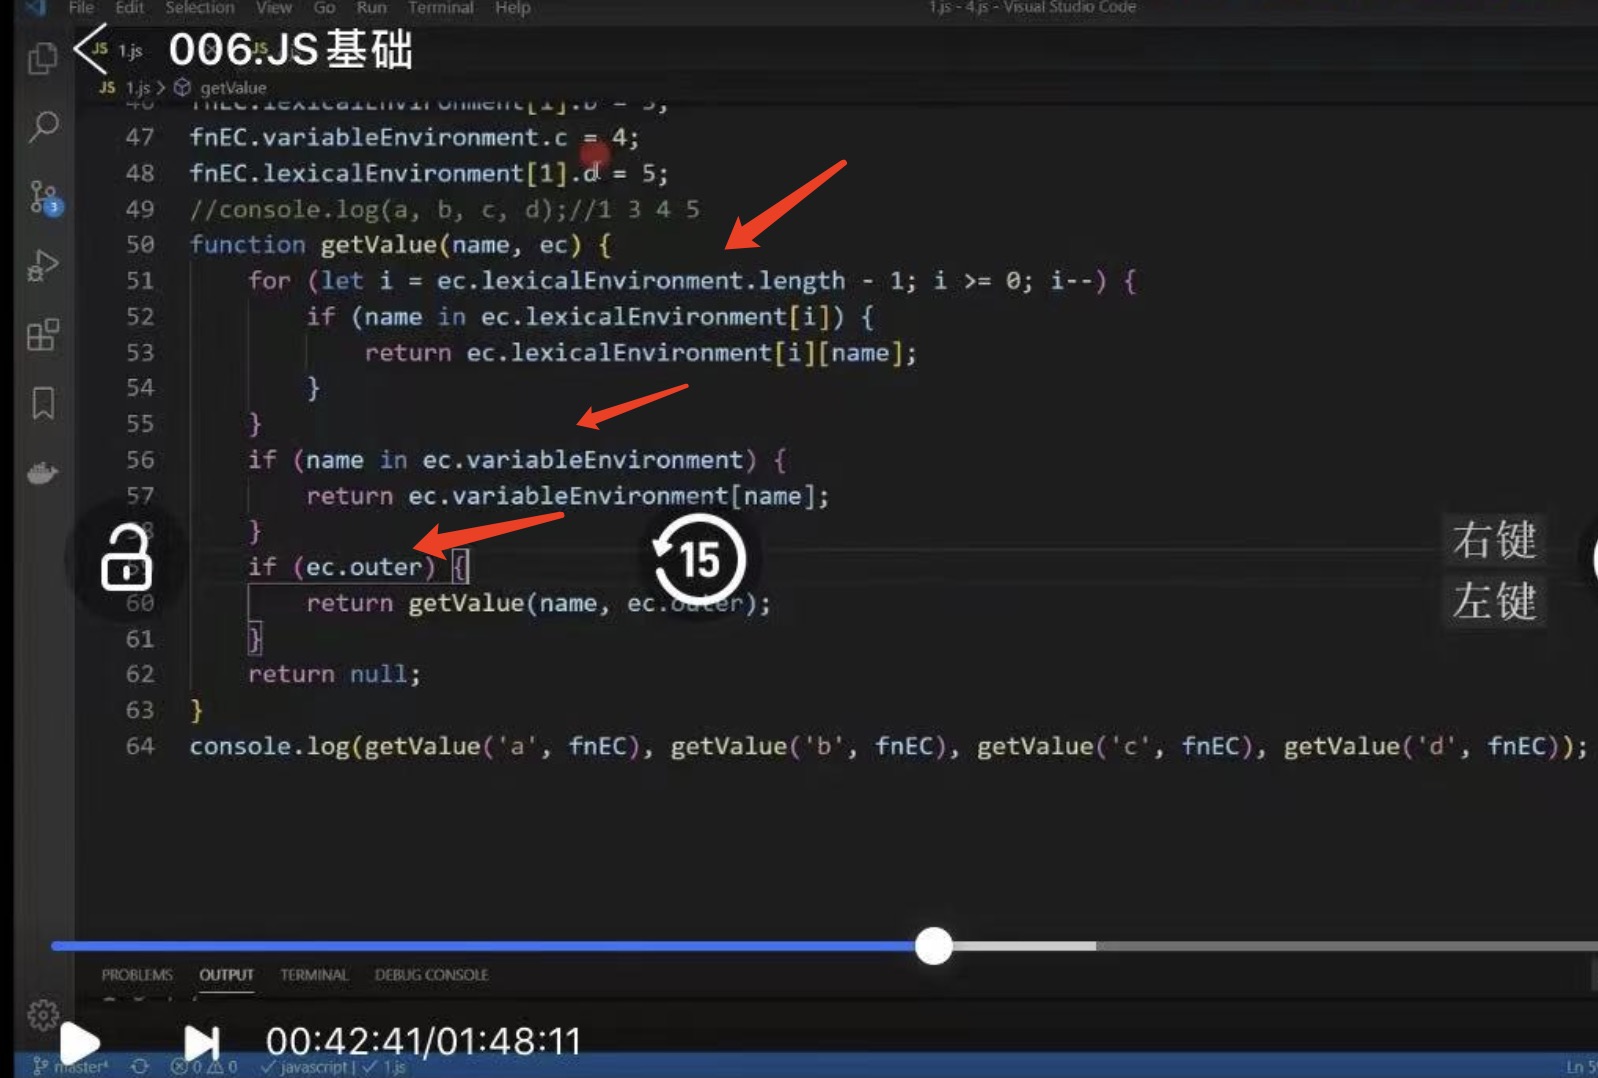 File Edit Selection View Go Run Terminal Help
1.js - 4.js - Visual Studio Code
JS 1.js
006.JS基础
JS 1.js > getValue
46 fnEC.lexicalEnvironment[1].b = 3;
47 fnEC.variableEnvironment.c = 4;
48 fnEC.lexicalEnvironment[1].d = 5;
49 //console.log(a, b, c, d);//1 3 4 5
50 function getValue(name, ec) {
51 for (let i = ec.lexicalEnvironment.length - 1; i >= 0; i--) {
52 if (name in ec.lexicalEnvironment[i]) {
53 return ec.lexicalEnvironment[i][name];
54 }
55 }
56 if (name in ec.variableEnvironment) {
57 return ec.variableEnvironment[name];
58 }
59 if (ec.outer) {
60 return getValue(name, ec.outer);
61 }
62 return null;
63 }
64 console.log(getValue('a', fnEC), getValue('b', fnEC), getValue('c', fnEC), getValue('d', fnEC));
3
15
右键
左键
PROBLEMS OUTPUT TERMINAL DEBUG CONSOLE
00:42:41/01:48:11
master* 0 0 javascript | 1.js
Ln